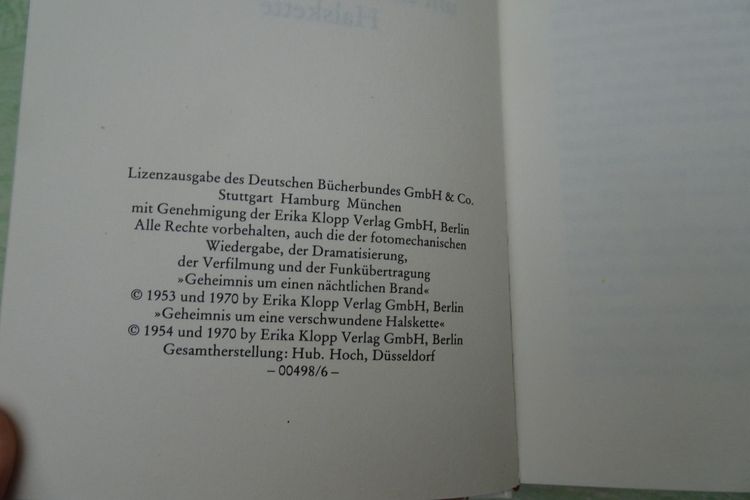 Lizenzausgabe des Deutschen Bücherbundes GmbH & Co.
Stuttgart Hamburg München
mit Genehmigung der Erika Klopp Verlag GmbH, Berlin
Alle Rechte vorbehalten, auch die der fotomechanischen
Wiedergabe, der Dramatisierung,
der Verfilmung und der Funkübertragung
»Geheimnis um einen nächtlichen Brand«
© 1953 und 1970 by Erika Klopp Verlag GmbH, Berlin
»Geheimnis um eine verschwundene Halskette«
© 1954 und 1970 by Erika Klopp Verlag GmbH, Berlin
Gesamtherstellung: Hub. Hoch, Düsseldorf
– 00498/6 –